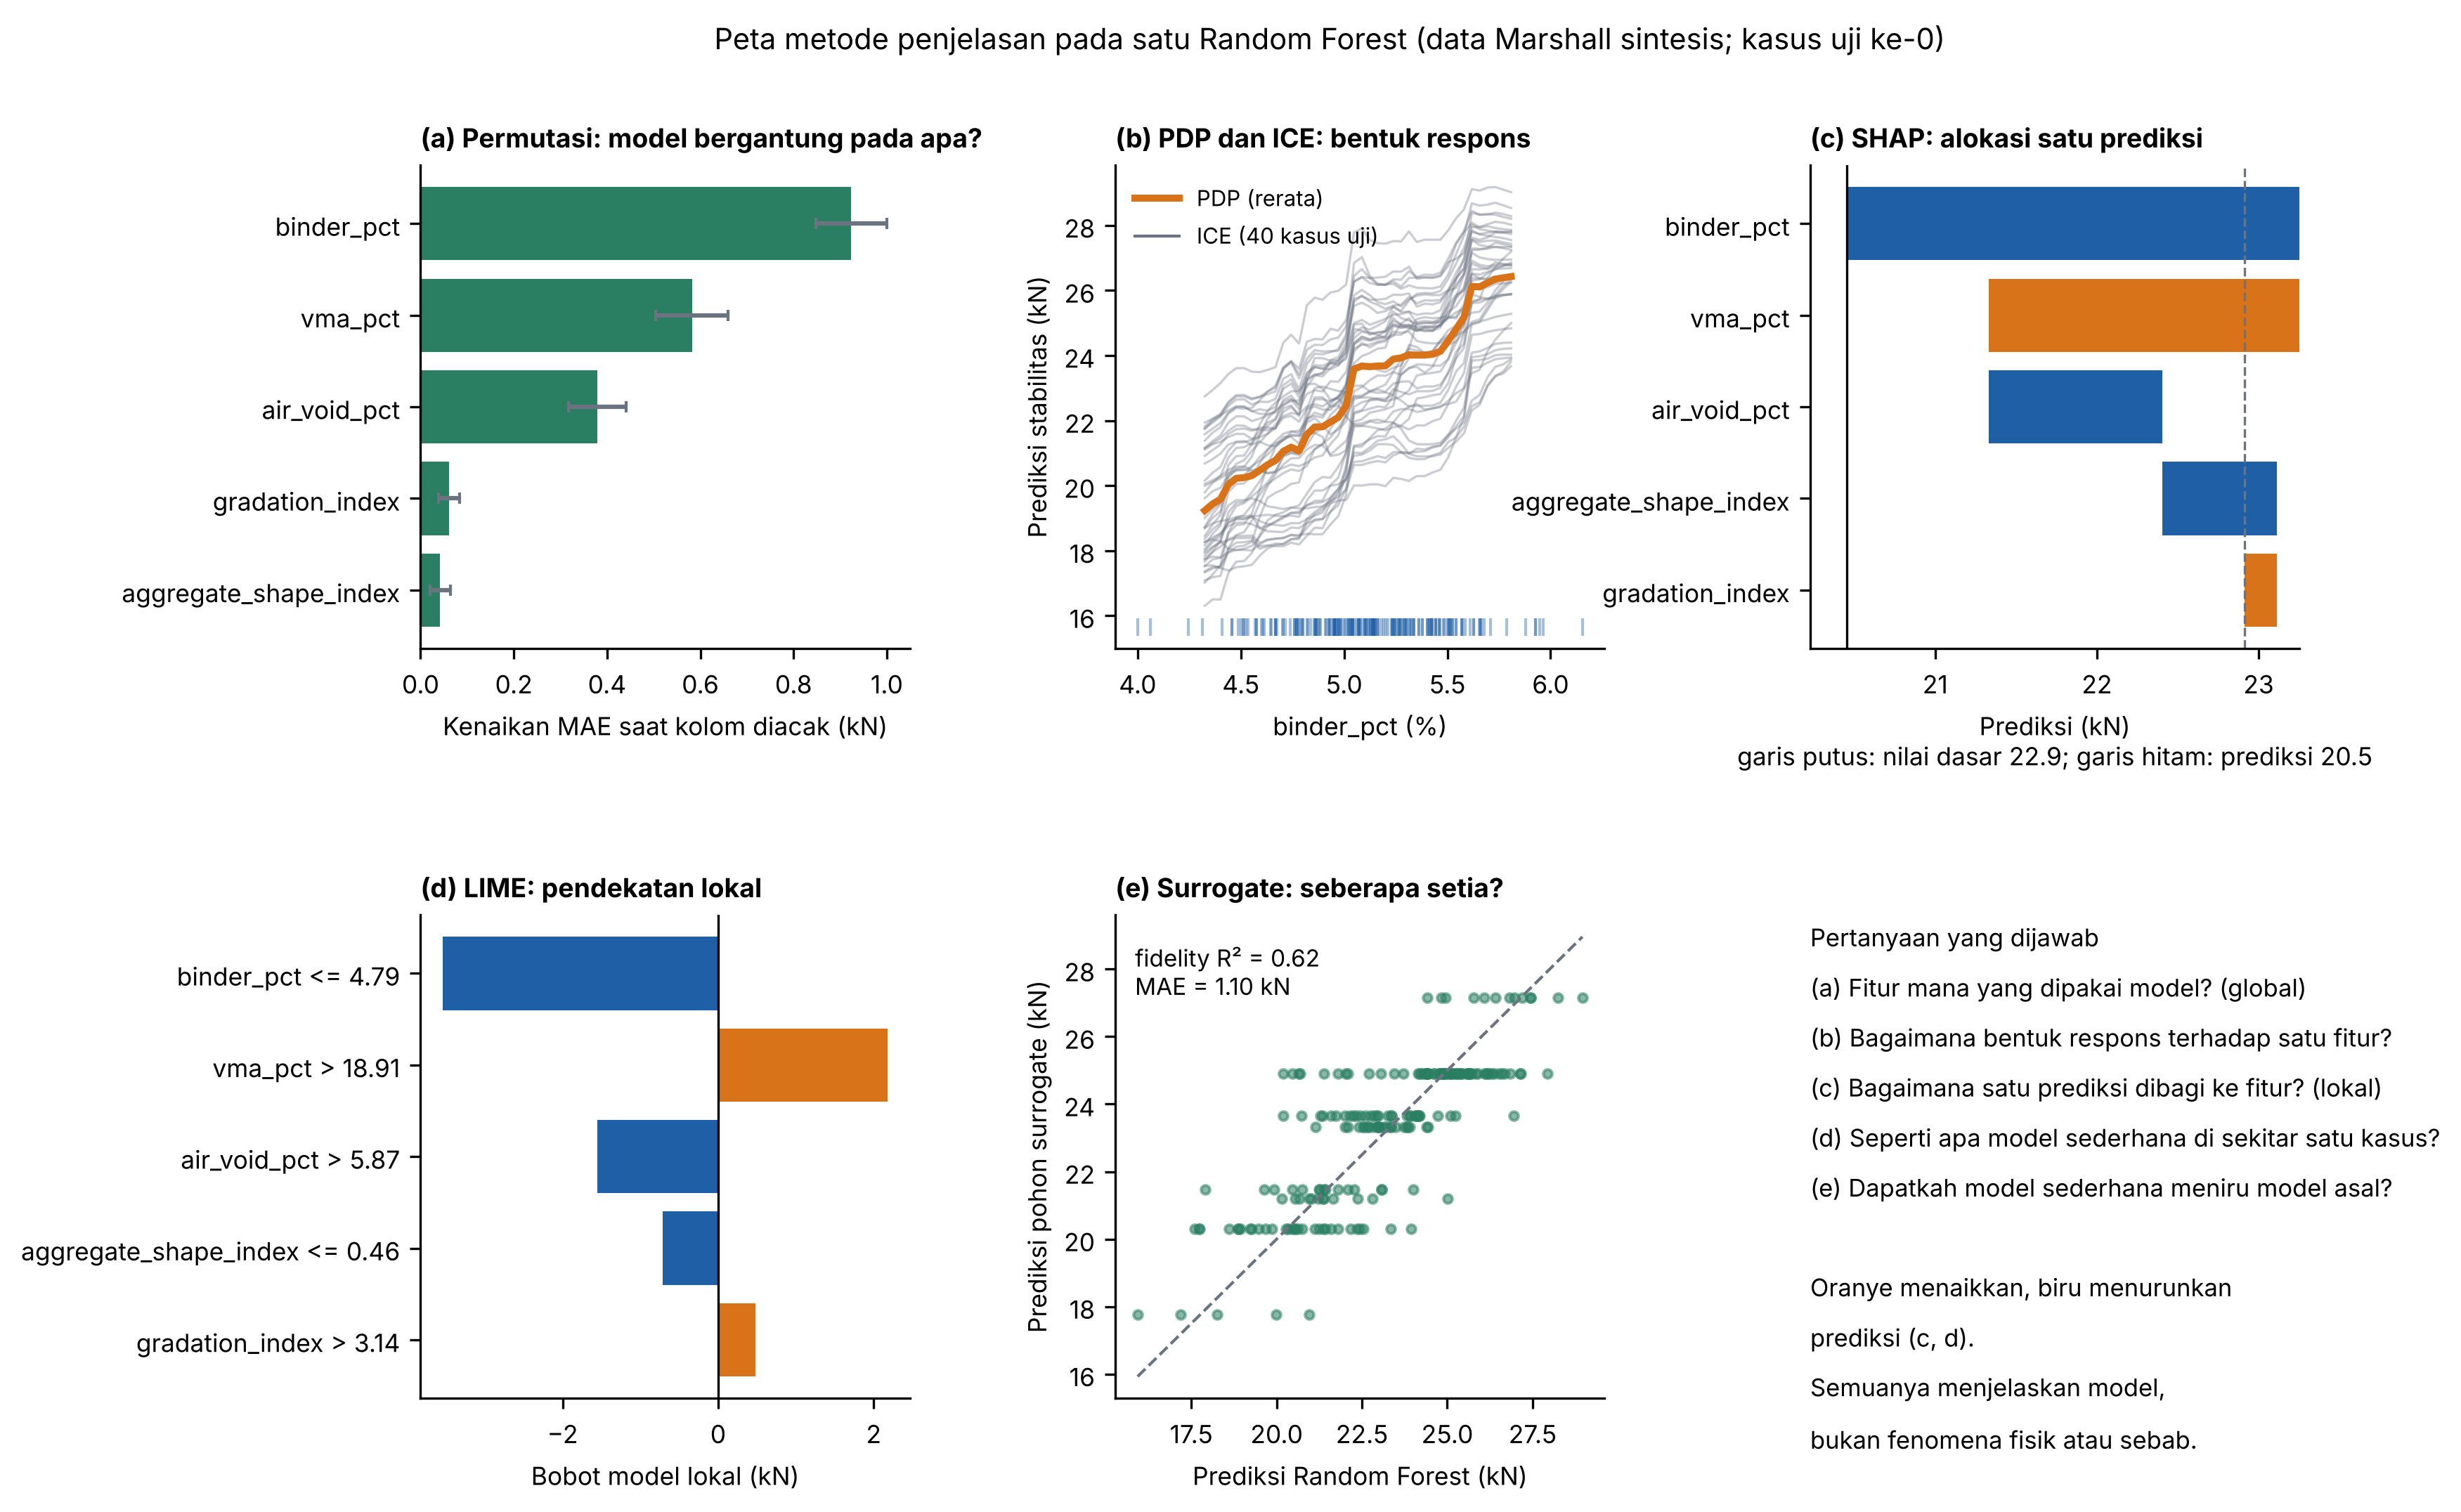 Peta metode penjelasan pada satu Random Forest (data Marshall sintesis; kasus uji ke-0)
(a) Permutasi: model bergantung pada apa?
binder_pct
vma_pct
air_void_pct
gradation_index
aggregate_shape_index
0.0 0.2 0.4 0.6 0.8 1.0
Kenaikan MAE saat kolom diacak (kN)
(b) PDP dan ICE: bentuk respons
PDP (rerata)
ICE (40 kasus uji)
Prediksi stabilitas (kN)
28
26
24
22
20
18
16
4.0 4.5 5.0 5.5 6.0
binder_pct (%)
(c) SHAP: alokasi satu prediksi
binder_pct
vma_pct
air_void_pct
aggregate_shape_index
gradation_index
21 22 23
Prediksi (kN)
garis putus: nilai dasar 22.9; garis hitam: prediksi 20.5
(d) LIME: pendekatan lokal
binder_pct <= 4.79
vma_pct > 18.91
air_void_pct > 5.87
aggregate_shape_index <= 0.46
gradation_index > 3.14
−2 0 2
Bobot model lokal (kN)
(e) Surrogate: seberapa setia?
fidelity R² = 0.62
MAE = 1.10 kN
Prediksi pohon surrogate (kN)
28
26
24
22
20
18
16
17.5 20.0 22.5 25.0 27.5
Prediksi Random Forest (kN)
Pertanyaan yang dijawab
(a) Fitur mana yang dipakai model? (global)
(b) Bagaimana bentuk respons terhadap satu fitur?
(c) Bagaimana satu prediksi dibagi ke fitur? (lokal)
(d) Seperti apa model sederhana di sekitar satu kasus?
(e) Dapatkah model sederhana meniru model asal?
Oranye menaikkan, biru menurunkan
prediksi (c, d).
Semuanya menjelaskan model,
bukan fenomena fisik atau sebab.